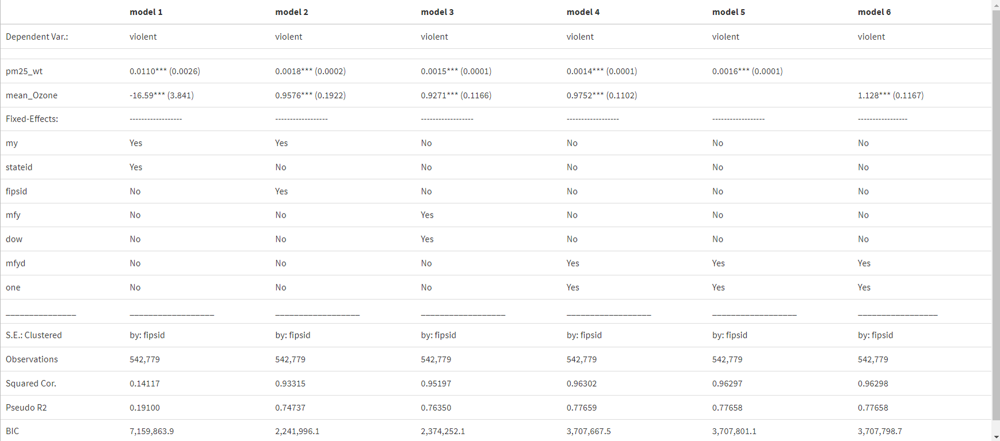 model 1 model 2 model 3 model 4 model 5 model 6
Dependent Var.: violent violent violent violent violent violent
pm25_wt 0.0110*** (0.0026) 0.0018*** (0.0002) 0.0015*** (0.0001) 0.0014*** (0.0001) 0.0016*** (0.0001)
mean_Ozone -16.59*** (3.841) 0.9576*** (0.1922) 0.9271*** (0.1166) 0.9752*** (0.1102) 1.128*** (0.1167)
Fixed-Effects: ------------------ ------------------ ------------------ ------------------ ------------------ -----------------
my Yes Yes No No No No
stateid Yes No No No No No
fipsid No Yes No No No No
mfy No No Yes No No No
dow No No Yes No No No
mfyd No No No Yes Yes Yes
one No No No Yes Yes Yes
_______________ __________________ __________________ __________________ __________________ __________________ _________________
S.E.: Clustered by: fipsid by: fipsid by: fipsid by: fipsid by: fipsid by: fipsid
Observations 542,779 542,779 542,779 542,779 542,779 542,779
Squared Cor. 0.14117 0.93315 0.95197 0.96302 0.96297 0.96298
Pseudo R2 0.19100 0.74737 0.76350 0.77659 0.77658 0.77658
BIC 7,159,863.9 2,241,996.1 2,374,252.1 3,707,667.5 3,707,801.1 3,707,798.7